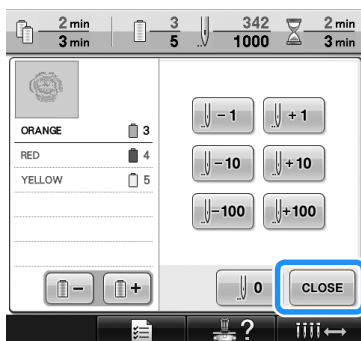 2 min 3 342 2 min
3 min 5 1000 3 min
ORANGE 3
RED 4
YELLOW 5
-1 +1
-10 +10
-100 +100
- + 0 CLOSE
?